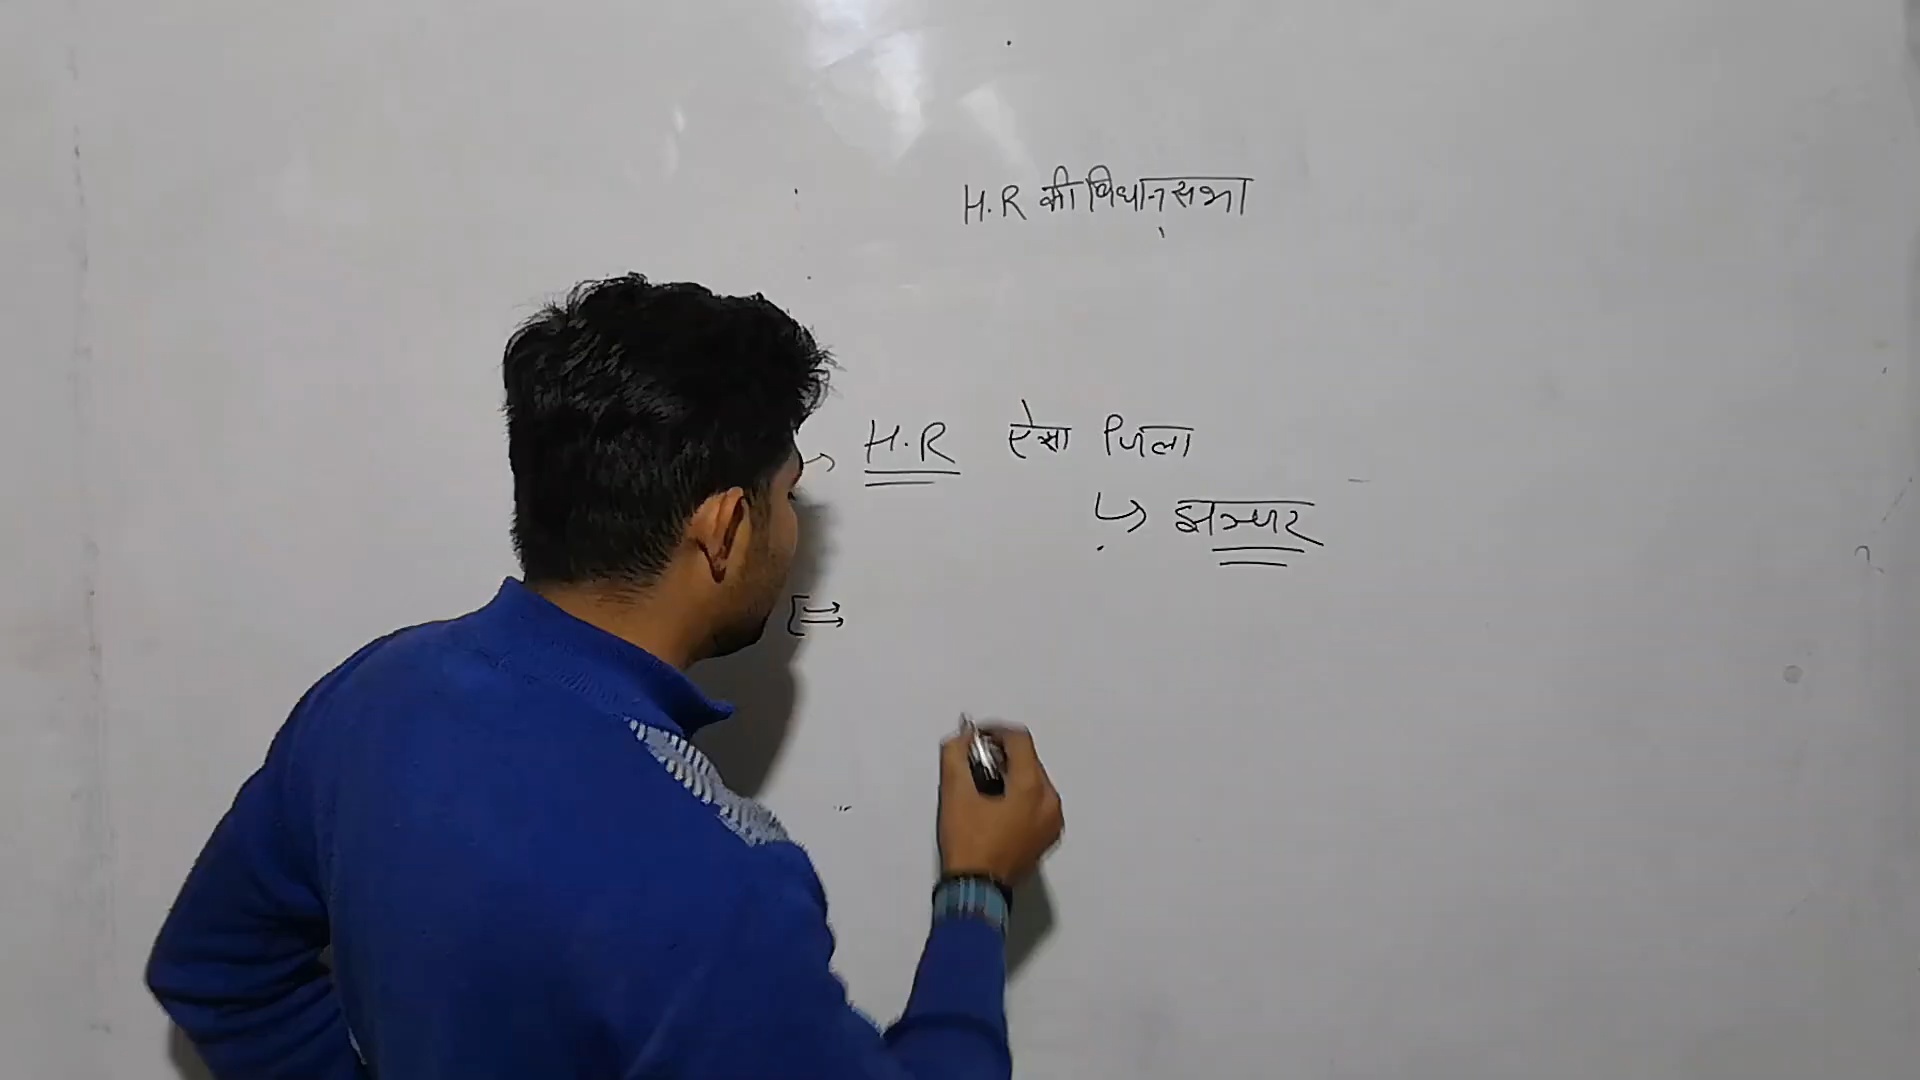 H.R की विधानसभा
→ H.R ऐसा जिला
↳ झज्जर
[⇒